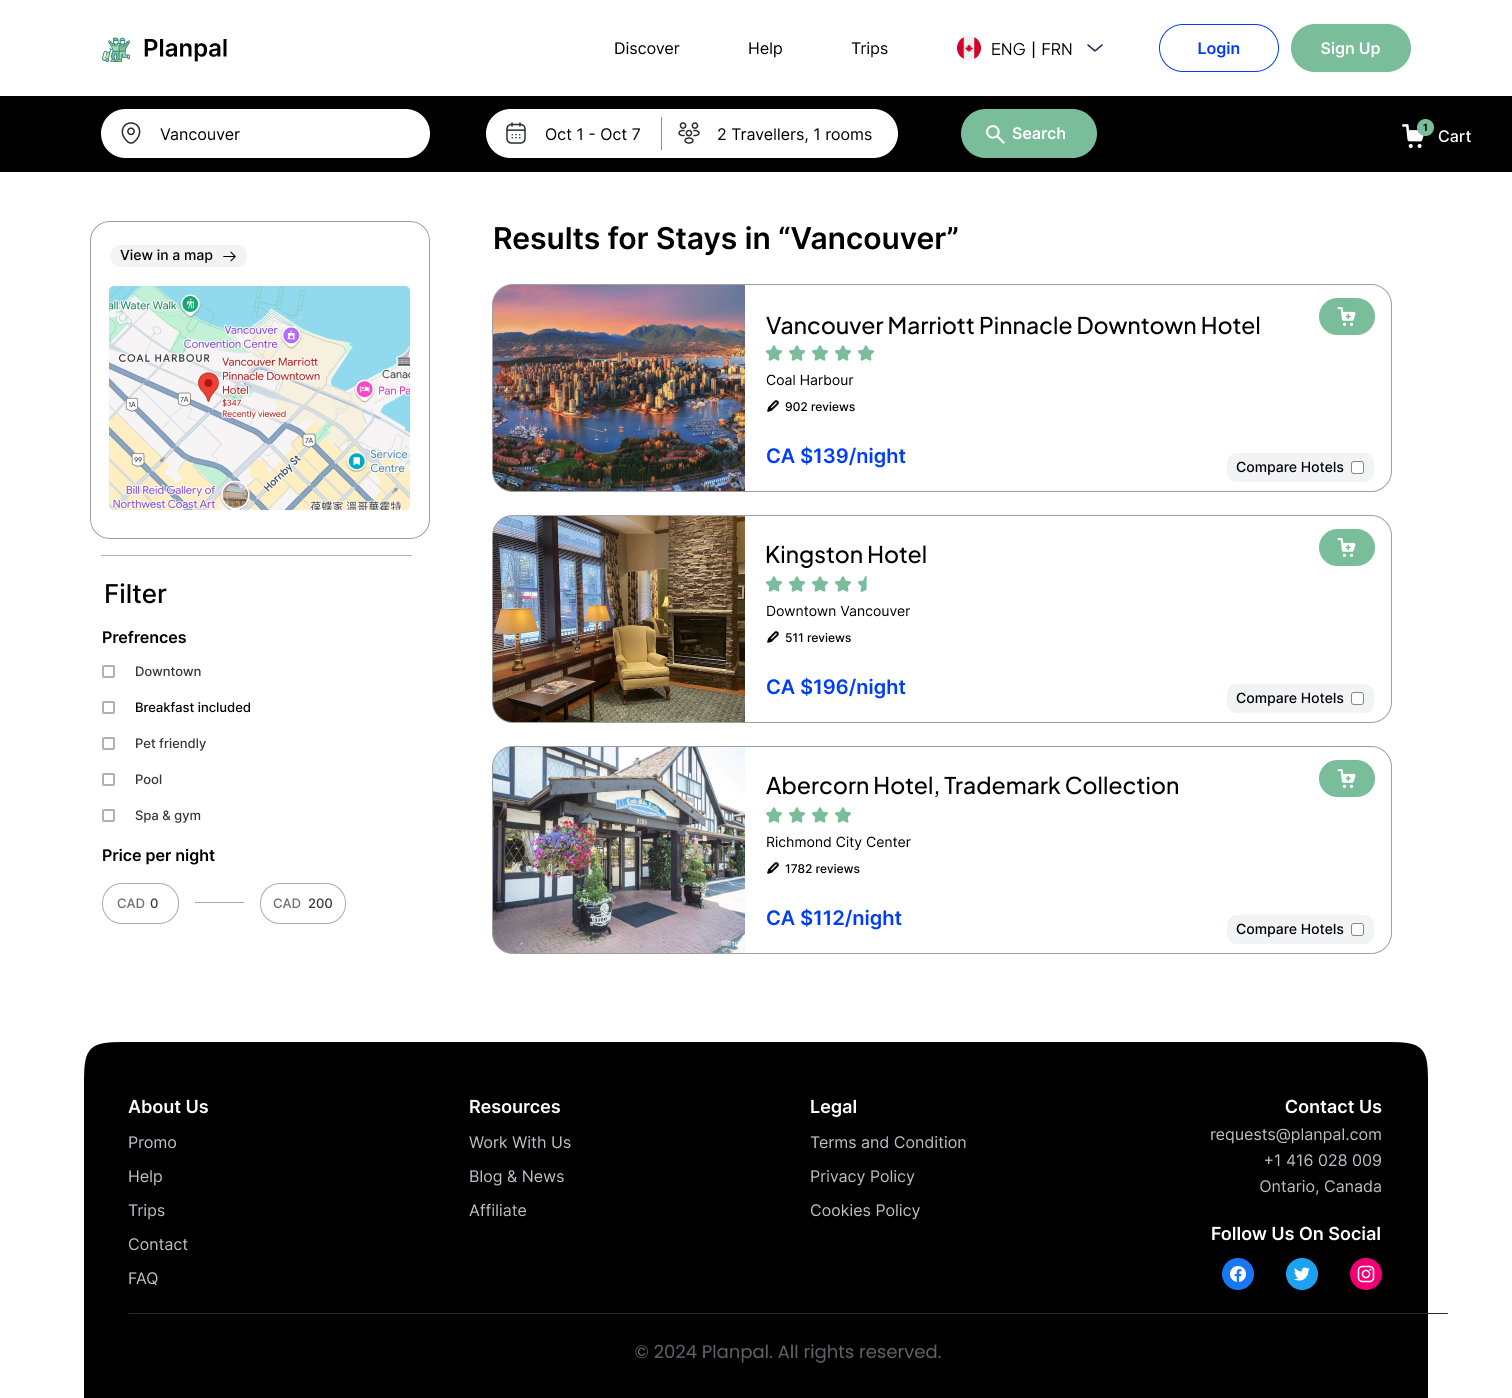 Planpal
Discover
Help
Trips
ENG | FRN
Login
Sign Up
Vancouver
Oct 1 - Oct 7
2 Travellers, 1 rooms
Search
1
Cart
View in a map
all Water Walk
Vancouver
Convention Centre
COAL HARBOUR
Vancouver Marriott
Pinnacle Downtown
Hotel
$347
Recently viewed
Canad
Pan Pa
1A
7A
7A
99
Service
Centre
Hornby St
Bill Reid Gallery of
Northwest Coast Art
Filter
Prefrences
Downtown
Breakfast included
Pet friendly
Pool
Spa & gym
Price per night
CAD 0
CAD 200
Results for Stays in “Vancouver”
Vancouver Marriott Pinnacle Downtown Hotel
Coal Harbour
902 reviews
CA $139/night
Compare Hotels
Kingston Hotel
Downtown Vancouver
511 reviews
CA $196/night
Compare Hotels
Abercorn Hotel, Trademark Collection
Richmond City Center
1782 reviews
CA $112/night
Compare Hotels
About Us
Promo
Help
Trips
Contact
FAQ
Resources
Work With Us
Blog & News
Affiliate
Legal
Terms and Condition
Privacy Policy
Cookies Policy
Contact Us
requests@planpal.com
+1 416 028 009
Ontario, Canada
Follow Us On Social
© 2024 Planpal. All rights reserved.